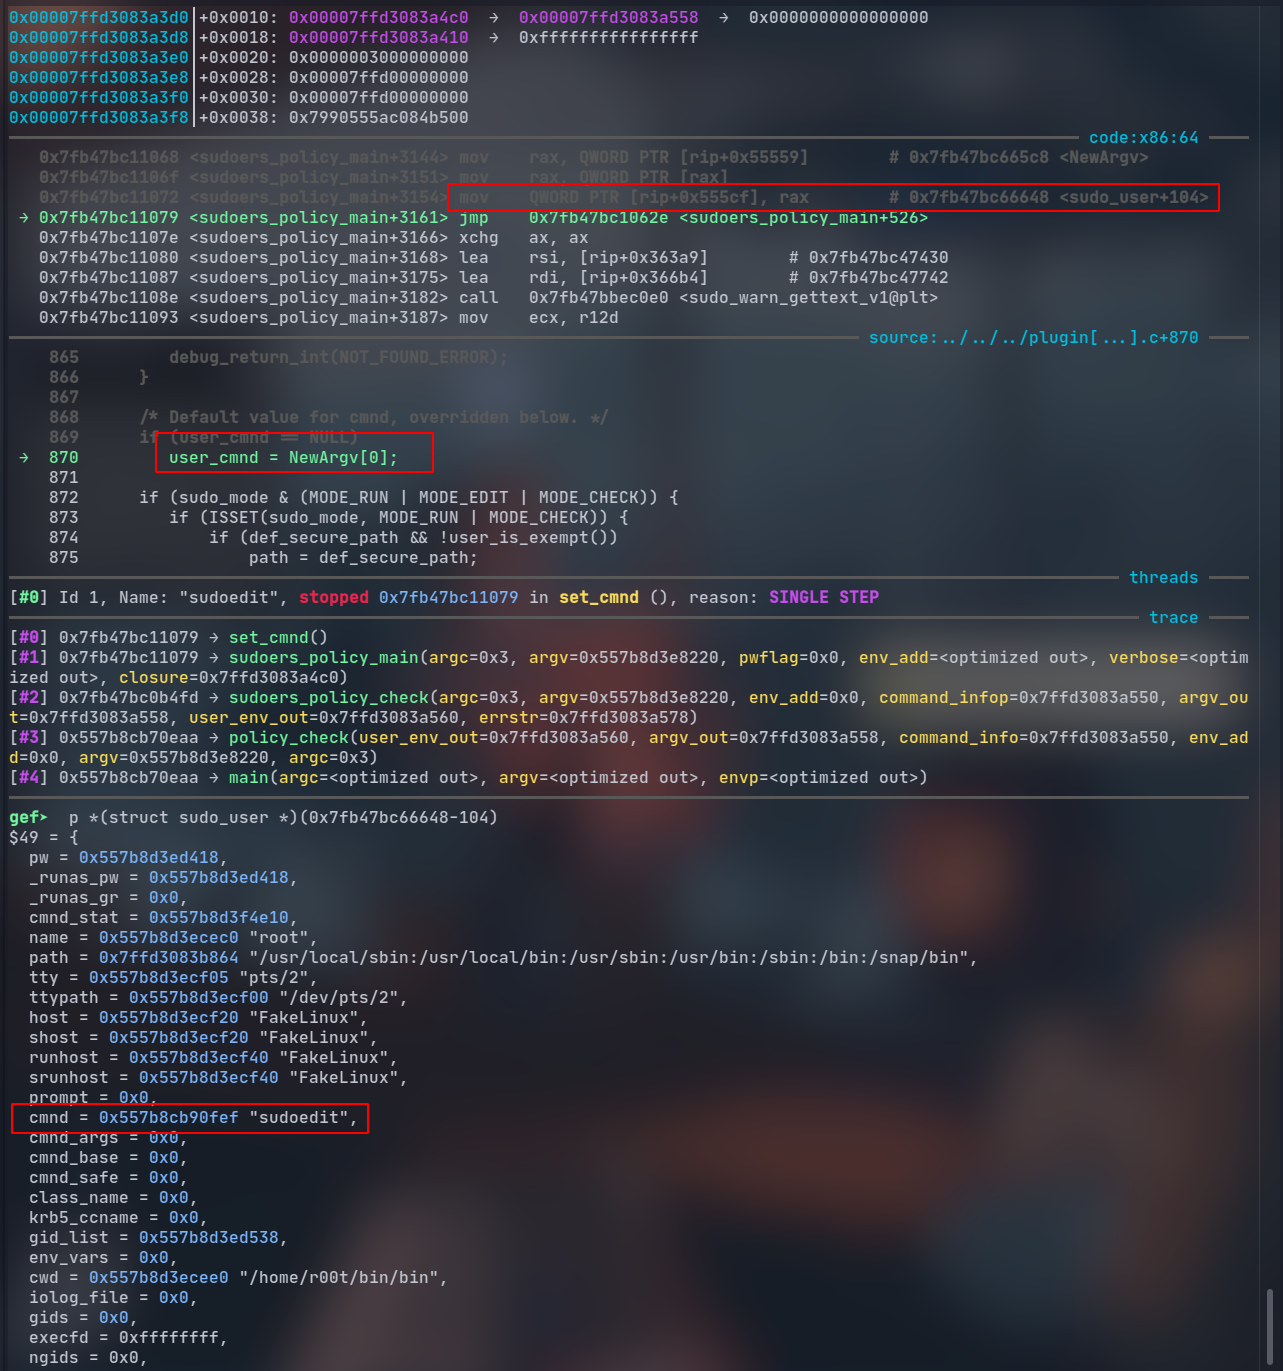 0x00007ffd3083a3d0│+0x0010: 0x00007ffd3083a4c0  →  0x00007ffd3083a558  →  0x0000000000000000
0x00007ffd3083a3d8│+0x0018: 0x00007ffd3083a410  →  0xffffffffffffffff
0x00007ffd3083a3e0│+0x0020: 0x0000003000000000
0x00007ffd3083a3e8│+0x0028: 0x00007ffd00000000
0x00007ffd3083a3f0│+0x0030: 0x00007ffd00000000
0x00007ffd3083a3f8│+0x0038: 0x7990555ac084b500
code:x86:64
0x7fb47bc11068 <sudoers_policy_main+3144> mov    rax, QWORD PTR [rip+0x55559]        # 0x7fb47bc665c8 <NewArgv>
0x7fb47bc1106f <sudoers_policy_main+3151> mov    rax, QWORD PTR [rax]
0x7fb47bc11072 <sudoers_policy_main+3154> mov    QWORD PTR [rip+0x555cf], rax        # 0x7fb47bc66648 <sudo_user+104>
→ 0x7fb47bc11079 <sudoers_policy_main+3161> jmp    0x7fb47bc1062e <sudoers_policy_main+526>
0x7fb47bc1107e <sudoers_policy_main+3166> xchg   ax, ax
0x7fb47bc11080 <sudoers_policy_main+3168> lea    rsi, [rip+0x363a9]        # 0x7fb47bc47430
0x7fb47bc11087 <sudoers_policy_main+3175> lea    rdi, [rip+0x366b4]        # 0x7fb47bc47742
0x7fb47bc1108e <sudoers_policy_main+3182> call   0x7fb47bbec0e0 <sudo_warn_gettext_v1@plt>
0x7fb47bc11093 <sudoers_policy_main+3187> mov    ecx, r12d
source:../../../plugin[...].c+870
865         debug_return_int(NOT_FOUND_ERROR);
866      }
867
868      /* Default value for cmnd, overridden below. */
869      if (user_cmnd == NULL)
→  870         user_cmnd = NewArgv[0];
871
872      if (sudo_mode & (MODE_RUN | MODE_EDIT | MODE_CHECK)) {
873         if (ISSET(sudo_mode, MODE_RUN | MODE_CHECK)) {
874             if (def_secure_path && !user_is_exempt())
875                 path = def_secure_path;
threads
[#0] Id 1, Name: "sudoedit", stopped 0x7fb47bc11079 in set_cmnd (), reason: SINGLE STEP
trace
[#0] 0x7fb47bc11079 → set_cmnd()
[#1] 0x7fb47bc11079 → sudoers_policy_main(argc=0x3, argv=0x557b8d3e8220, pwflag=0x0, env_add=<optimized out>, verbose=<optim
ized out>, closure=0x7ffd3083a4c0)
[#2] 0x7fb47bc0b4fd → sudoers_policy_check(argc=0x3, argv=0x557b8d3e8220, env_add=0x0, command_infop=0x7ffd3083a550, argv_ou
t=0x7ffd3083a558, user_env_out=0x7ffd3083a560, errstr=0x7ffd3083a578)
[#3] 0x557b8cb70eaa → policy_check(user_env_out=0x7ffd3083a560, argv_out=0x7ffd3083a558, command_info=0x7ffd3083a550, env_ad
d=0x0, argv=0x557b8d3e8220, argc=0x3)
[#4] 0x557b8cb70eaa → main(argc=<optimized out>, argv=<optimized out>, envp=<optimized out>)
gef➤  p *(struct sudo_user *)(0x7fb47bc66648-104)
$49 = {
  pw = 0x557b8d3ed418,
  _runas_pw = 0x557b8d3ed418,
  _runas_gr = 0x0,
  cmnd_stat = 0x557b8d3f4e10,
  name = 0x557b8d3ecec0 "root",
  path = 0x7ffd3083b864 "/usr/local/sbin:/usr/local/bin:/usr/sbin:/usr/bin:/sbin:/bin:/snap/bin",
  tty = 0x557b8d3ecf05 "pts/2",
  ttypath = 0x557b8d3ecf00 "/dev/pts/2",
  host = 0x557b8d3ecf20 "FakeLinux",
  shost = 0x557b8d3ecf20 "FakeLinux",
  runhost = 0x557b8d3ecf40 "FakeLinux",
  srunhost = 0x557b8d3ecf40 "FakeLinux",
  prompt = 0x0,
  cmnd = 0x557b8cb90fef "sudoedit",
  cmnd_args = 0x0,
  cmnd_base = 0x0,
  cmnd_safe = 0x0,
  class_name = 0x0,
  krb5_ccname = 0x0,
  gid_list = 0x557b8d3ed538,
  env_vars = 0x0,
  cwd = 0x557b8d3ecee0 "/home/r00t/bin/bin",
  iolog_file = 0x0,
  gids = 0x0,
  execfd = 0xffffffff,
  ngids = 0x0,